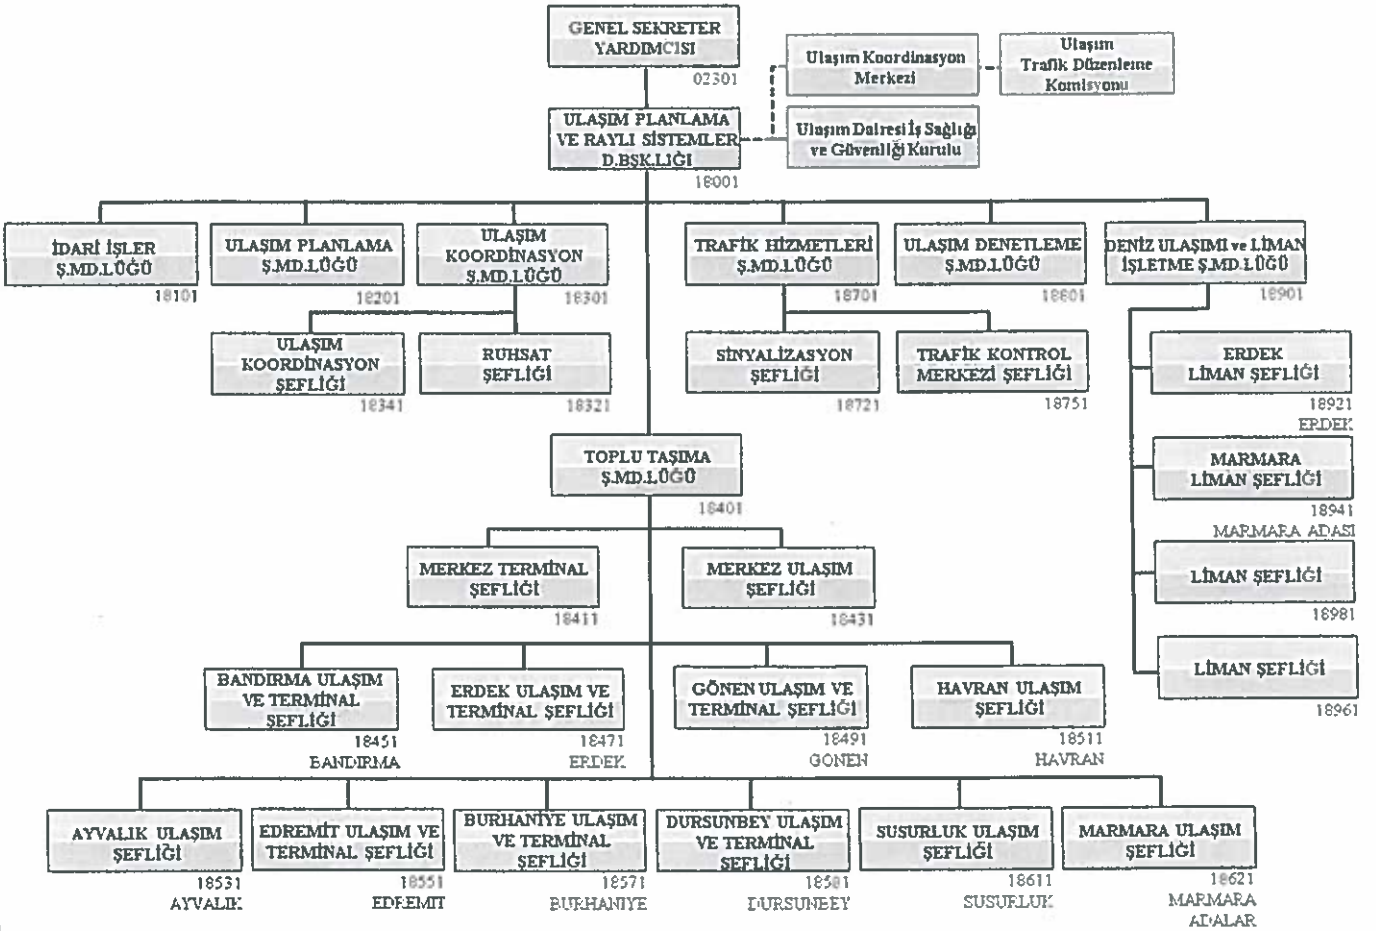 GENEL SEKRETER
YARDIMCISI
02301
Ulaşım Koordinasyon
Merkezi
Ulaşım
Trafik Düzenleme
Komisyonu
ULAŞIM PLANLAMA
VE RAYLI SİSTEMLER
D.BŞK.LIĞI
18001
Ulaşım Dairesi İş Sağlığı
ve Güvenliği Kurulu
İDARİ İŞLER
Ş.MD.LÜĞÜ
18101
ULAŞIM PLANLAMA
Ş.MD.LÜĞÜ
18201
ULAŞIM
KOORDİNASYON
Ş.MD.LÜĞÜ
18301
TRAFİK HİZMETLERİ
Ş.MD.LÜĞÜ
18701
ULAŞIM DENETLEME
Ş.MD.LÜĞÜ
18801
DENİZ ULAŞIMI ve LİMAN
İŞLETME Ş.MD.LÜĞÜ
18901
ULAŞIM
KOORDİNASYON
ŞEFLİĞİ
18341
RUHSAT
ŞEFLİĞİ
18321
SİNYALİZASYON
ŞEFLİĞİ
18721
TRAFİK KONTROL
MERKEZİ ŞEFLİĞİ
18751
ERDEK
LİMAN ŞEFLİĞİ
18921
ERDEK
MARMARA
LİMAN ŞEFLİĞİ
18941
MARMARA ADASI
LİMAN ŞEFLİĞİ
18981
LİMAN ŞEFLİĞİ
18961
TOPLU TAŞIMA
Ş.MD.LÜĞÜ
18401
MERKEZ TERMİNAL
ŞEFLİĞİ
18411
MERKEZ ULAŞIM
ŞEFLİĞİ
18431
BANDIRMA ULAŞIM
VE TERMİNAL
ŞEFLİĞİ
18451
BANDIRMA
ERDEK ULAŞIM VE
TERMİNAL ŞEFLİĞİ
18471
ERDEK
GÖNEN ULAŞIM VE
TERMİNAL ŞEFLİĞİ
18491
GÖNEN
HAVRAN ULAŞIM
ŞEFLİĞİ
18511
HAVRAN
AYVALIK ULAŞIM
ŞEFLİĞİ
18531
AYVALIK
EDREMİT ULAŞIM VE
TERMİNAL ŞEFLİĞİ
18551
EDREMİT
BURHANİYE ULAŞIM
VE TERMİNAL
ŞEFLİĞİ
18571
BURHANİYE
DURSUNBEY ULAŞIM
VE TERMİNAL
ŞEFLİĞİ
18581
DURSUNBEY
SUSURLUK ULAŞIM
ŞEFLİĞİ
18611
SUSURLUK
MARMARA ULAŞIM
ŞEFLİĞİ
18621
MARMARA
ADALAR